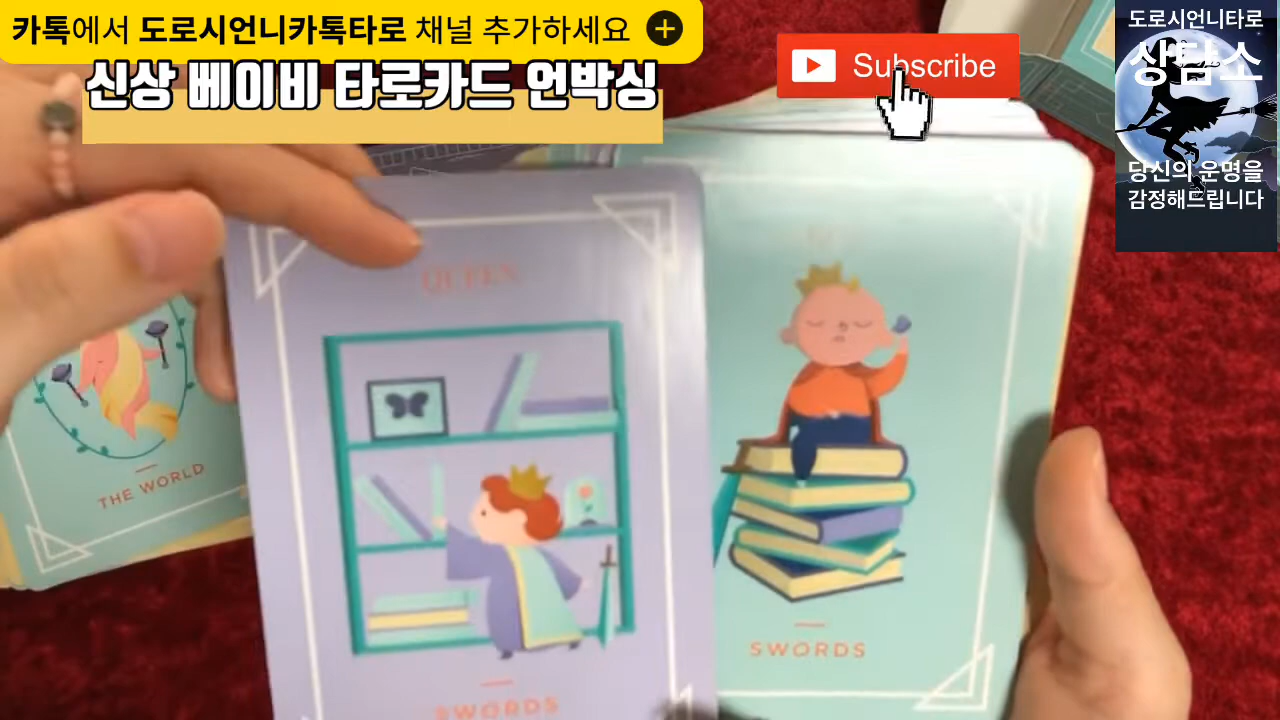 카톡에서 도로시언니카톡타로 채널 추가하세요
신상 베이비 타로카드 언박싱
Subscribe
도로시언니타로
상담소
당신의 운명을
감정해드립니다
QUEEN
SWORDS
SWORDS
THE WORLD